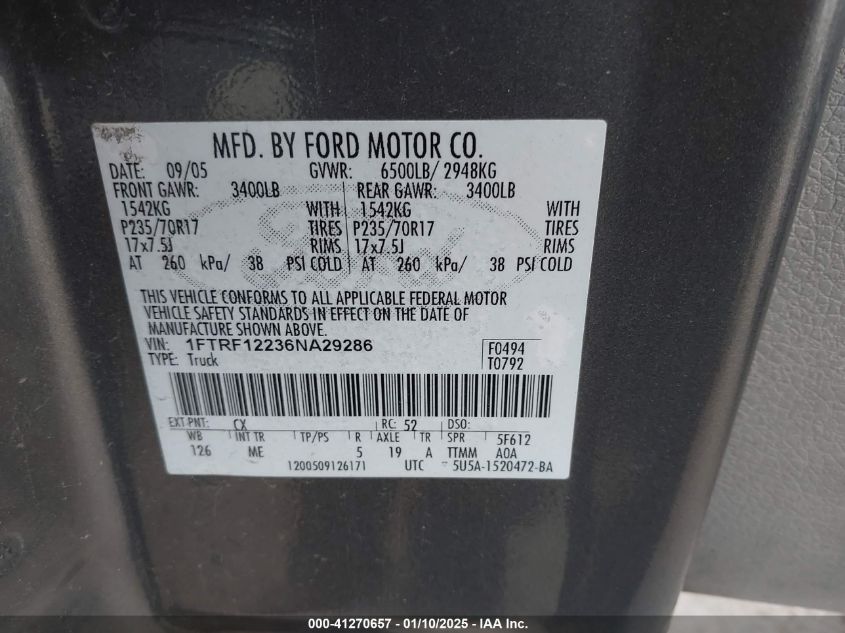 MFD. BY FORD MOTOR CO.
DATE: 09/05 GVWR: 6500LB/ 2948KG
FRONT GAWR: 3400LB REAR GAWR: 3400LB
1542KG WITH 1542KG WITH
P235/70R17 TIRES P235/70R17 TIRES
17x7.5J RIMS 17x7.5J RIMS
AT 260 kPa/ 38 PSI COLD AT 260 kPa/ 38 PSI COLD
Ford
THIS VEHICLE CONFORMS TO ALL APPLICABLE FEDERAL MOTOR
VEHICLE SAFETY STANDARDS IN EFFECT ON THE DATE OF
MANUFACTURE SHOWN ABOVE.
VIN: 1FTRF12236NA29286 F0494
TYPE: Truck T0792
EXT PNT: CX RC: 52 DSO:
WB INT TR TP/PS R AXLE TR SPR 5F612
126 ME 5 19 A TTMM A0A
1200509126171 UTC 5U5A-1520472-BA
000-41270657 - 01/10/2025 - IAA Inc.